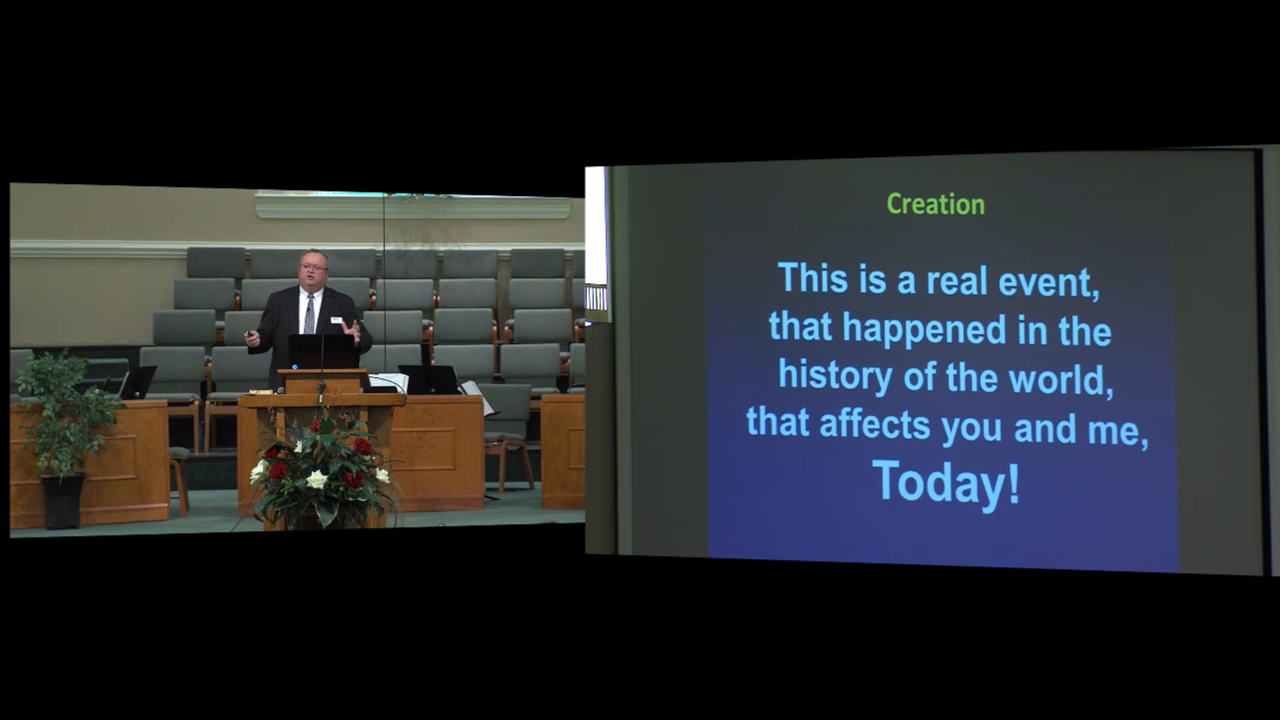 Creation
This is a real event,
that happened in the
history of the world,
that affects you and me,
Today!